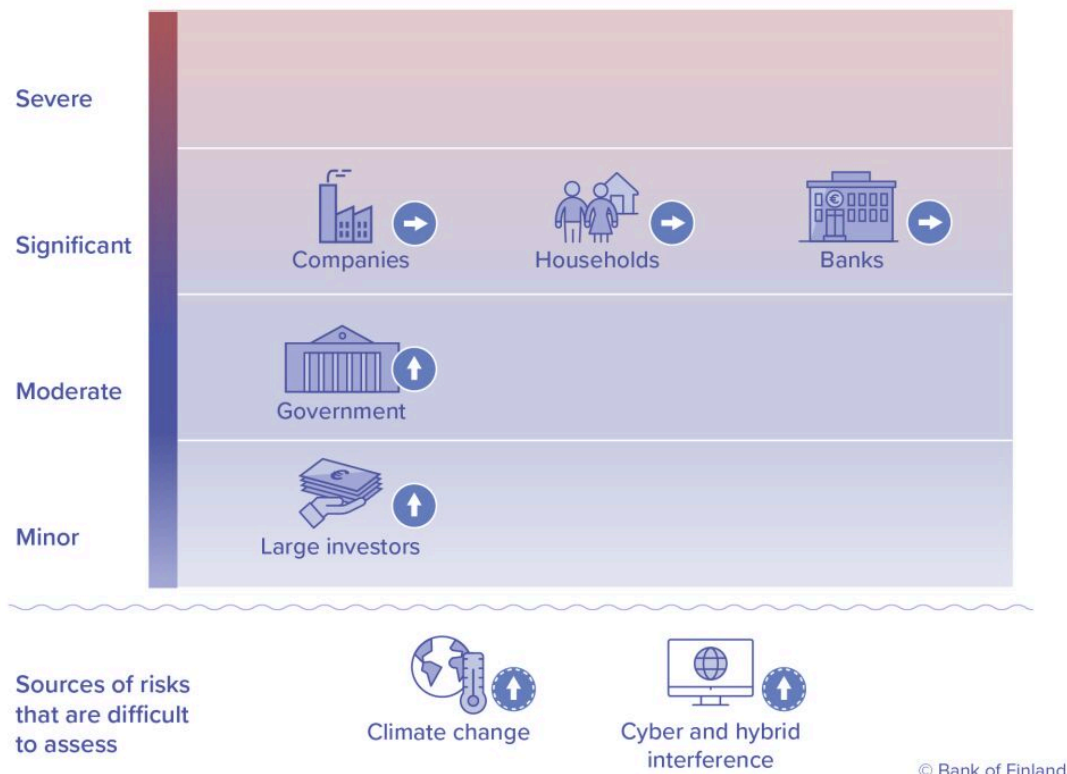 Severe
Significant
Companies
Households
Banks
€
Moderate
Government
€
Minor
Large investors
Sources of risks
that are difficult
to assess
Climate change
Cyber and hybrid
interference
© Bank of Finland